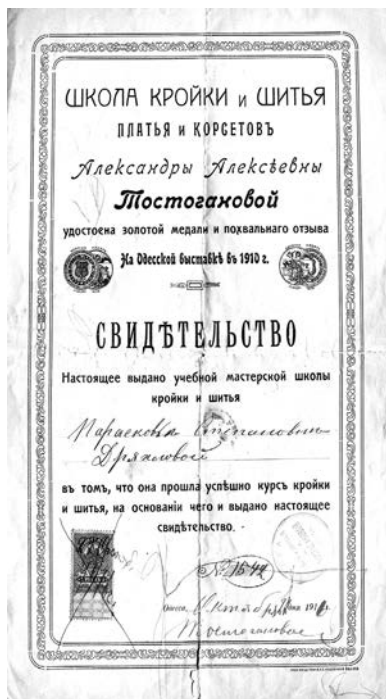 ШКОЛА КРОЙКИ и ШИТЬЯ
ПЛАТЬЯ и КОРСЕТОВЪ
Александры Алексѣевны
Тостогановой
удостоена золотой медали и похвальнаго отзыва
На Одесской выставкѣ въ 1910 г.
СВИДѢТЕЛЬСТВО
Настоящее выдано учебной мастерской школы
кройки и шитья
въ томъ, что она прошла успѣшно курсъ кройки
и шитья, на основаніи чего и выдано настоящее
свидѣтельство.
№ 1544